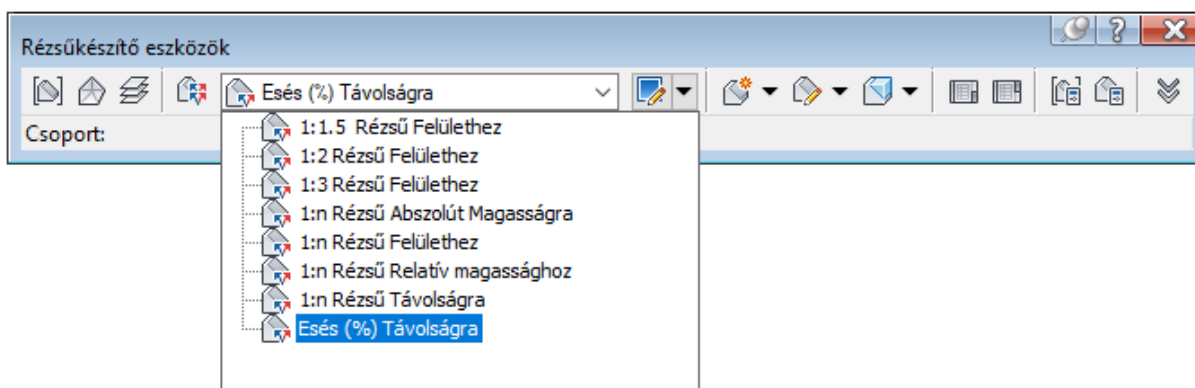 Rézsűkészítő eszközök
Esés (%) Távolságra
Csoport:
1:1.5 Rézsű Felülethez
1:2 Rézsű Felülethez
1:3 Rézsű Felülethez
1:n Rézsű Abszolút Magasságra
1:n Rézsű Felülethez
1:n Rézsű Relatív magassághoz
1:n Rézsű Távolságra
Esés (%) Távolságra